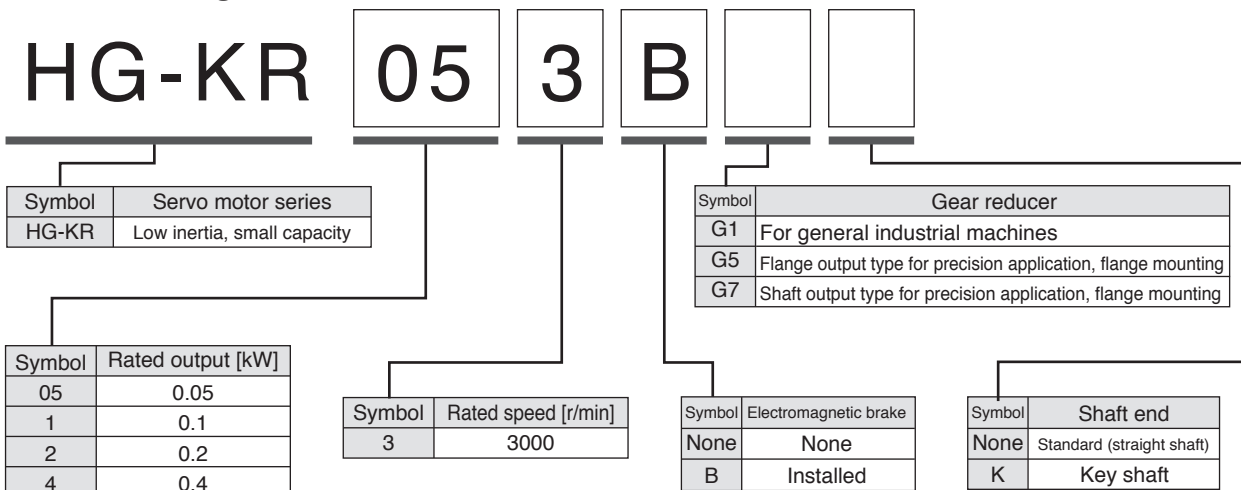 HG-KR 05 3 B
Symbol Servo motor series
HG-KR Low inertia, small capacity
Symbol Gear reducer
G1 For general industrial machines
G5 Flange output type for precision application, flange mounting
G7 Shaft output type for precision application, flange mounting
Symbol Rated output [kW]
05 0.05
1 0.1
2 0.2
4 0.4
Symbol Rated speed [r/min]
3 3000
Symbol Electromagnetic brake
None None
B Installed
Symbol Shaft end
None Standard (straight shaft)
K Key shaft